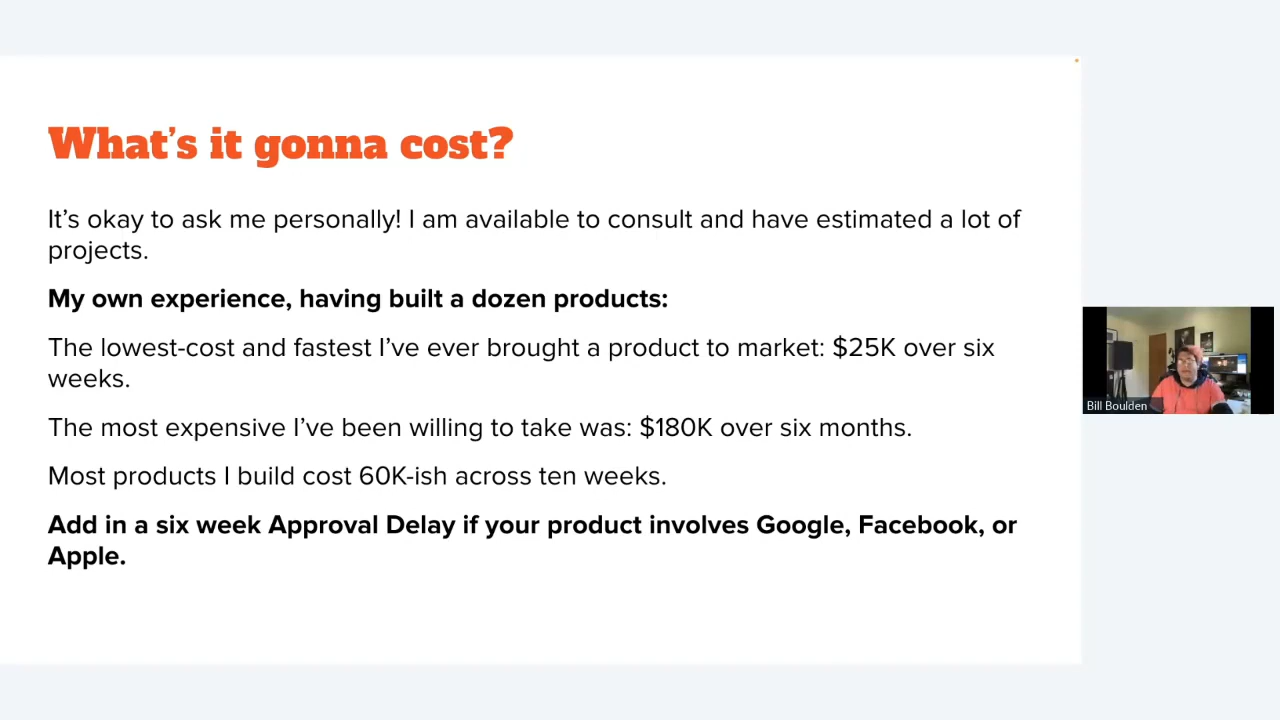 What's it gonna cost?
It's okay to ask me personally! I am available to consult and have estimated a lot of
projects.
My own experience, having built a dozen products:
The lowest-cost and fastest I've ever brought a product to market: $25K over six
weeks.
The most expensive I've been willing to take was: $180K over six months.
Most products I build cost 60K-ish across ten weeks.
Add in a six week Approval Delay if your product involves Google, Facebook, or
Apple.
Bill Boulden